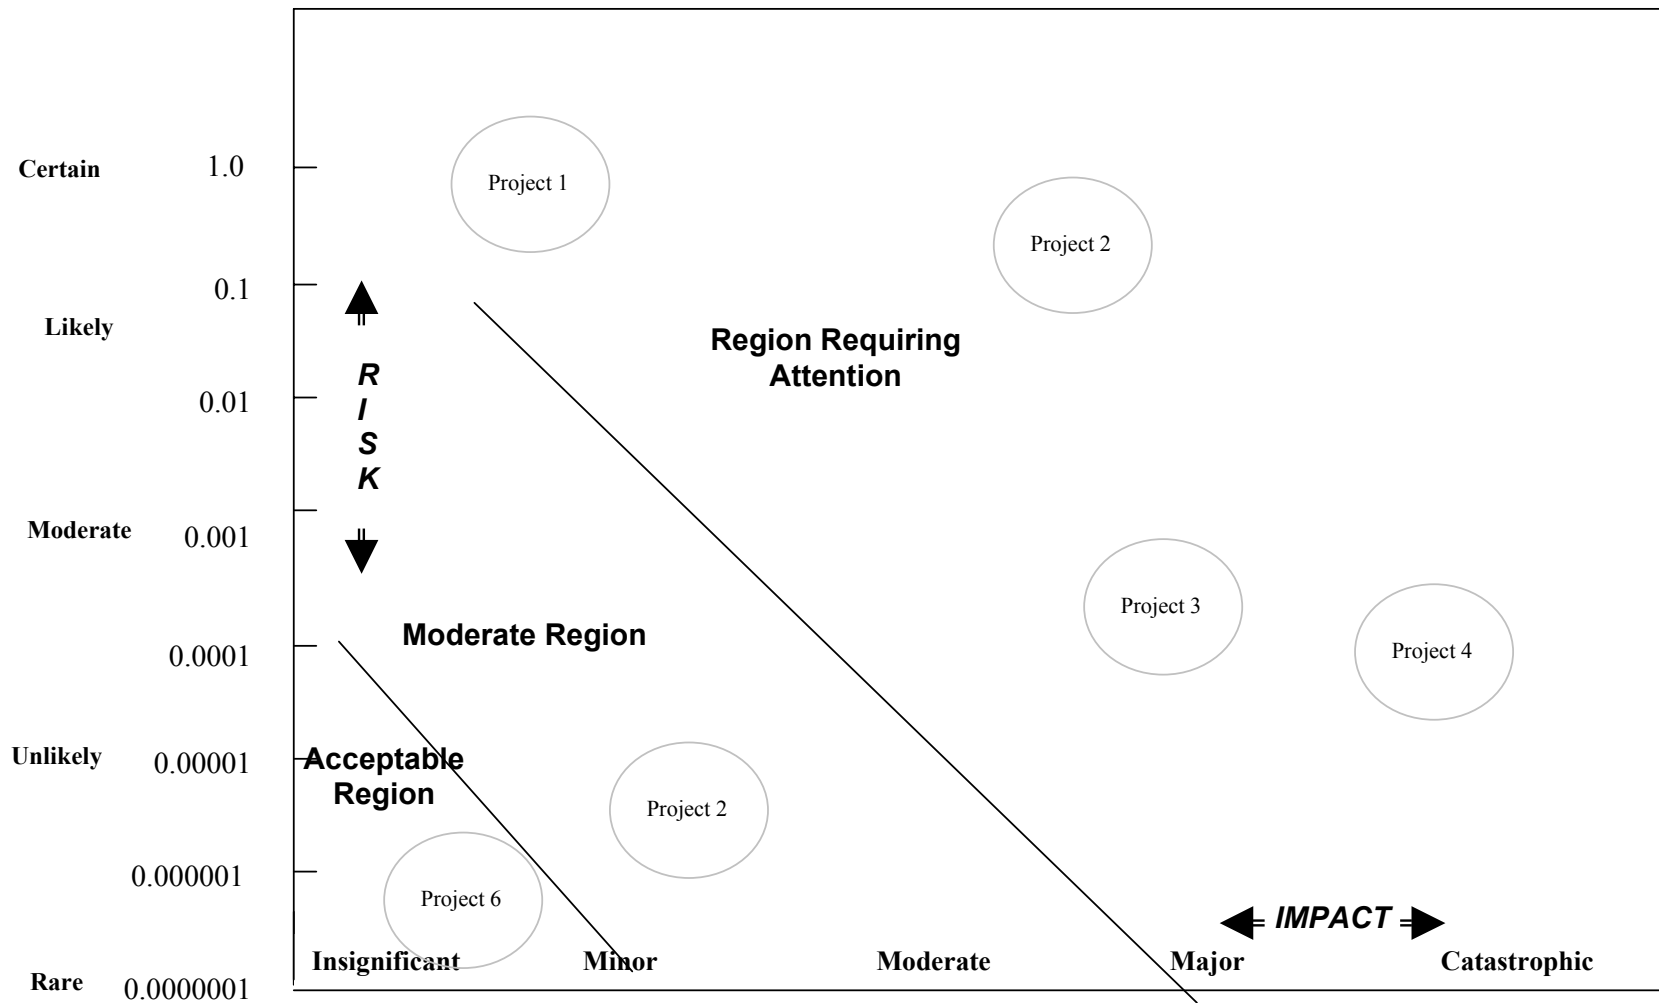 Certain 1.0
Project 1
Project 2
0.1
Likely
Region Requiring
Attention
R
I
S
K
0.01
Moderate 0.001
Project 3
Moderate Region
0.0001
Project 4
Unlikely 0.00001
Acceptable
Region
Project 2
0.000001
Project 6
IMPACT
Insignificant Minor Moderate Major Catastrophic
Rare 0.0000001